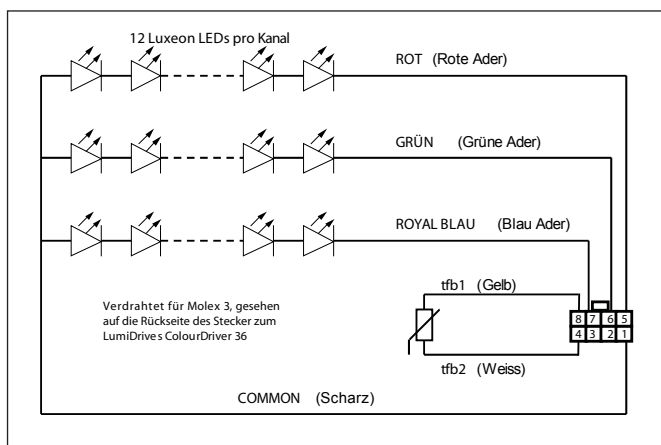 12 Luxeon LEDs pro Kanal
ROT (Rote Ader)
GRÜN (Grüne Ader)
ROYAL BLAU (Blau Ader)
tfb1 (Gelb)
Verdrahtet für Molex 3, gesehen
auf die Rückseite des Stecker zum
LumiDrives ColourDriver 36
8 7 6 5
4 3 2 1
tfb2 (Weiss)
COMMON (Scharz)